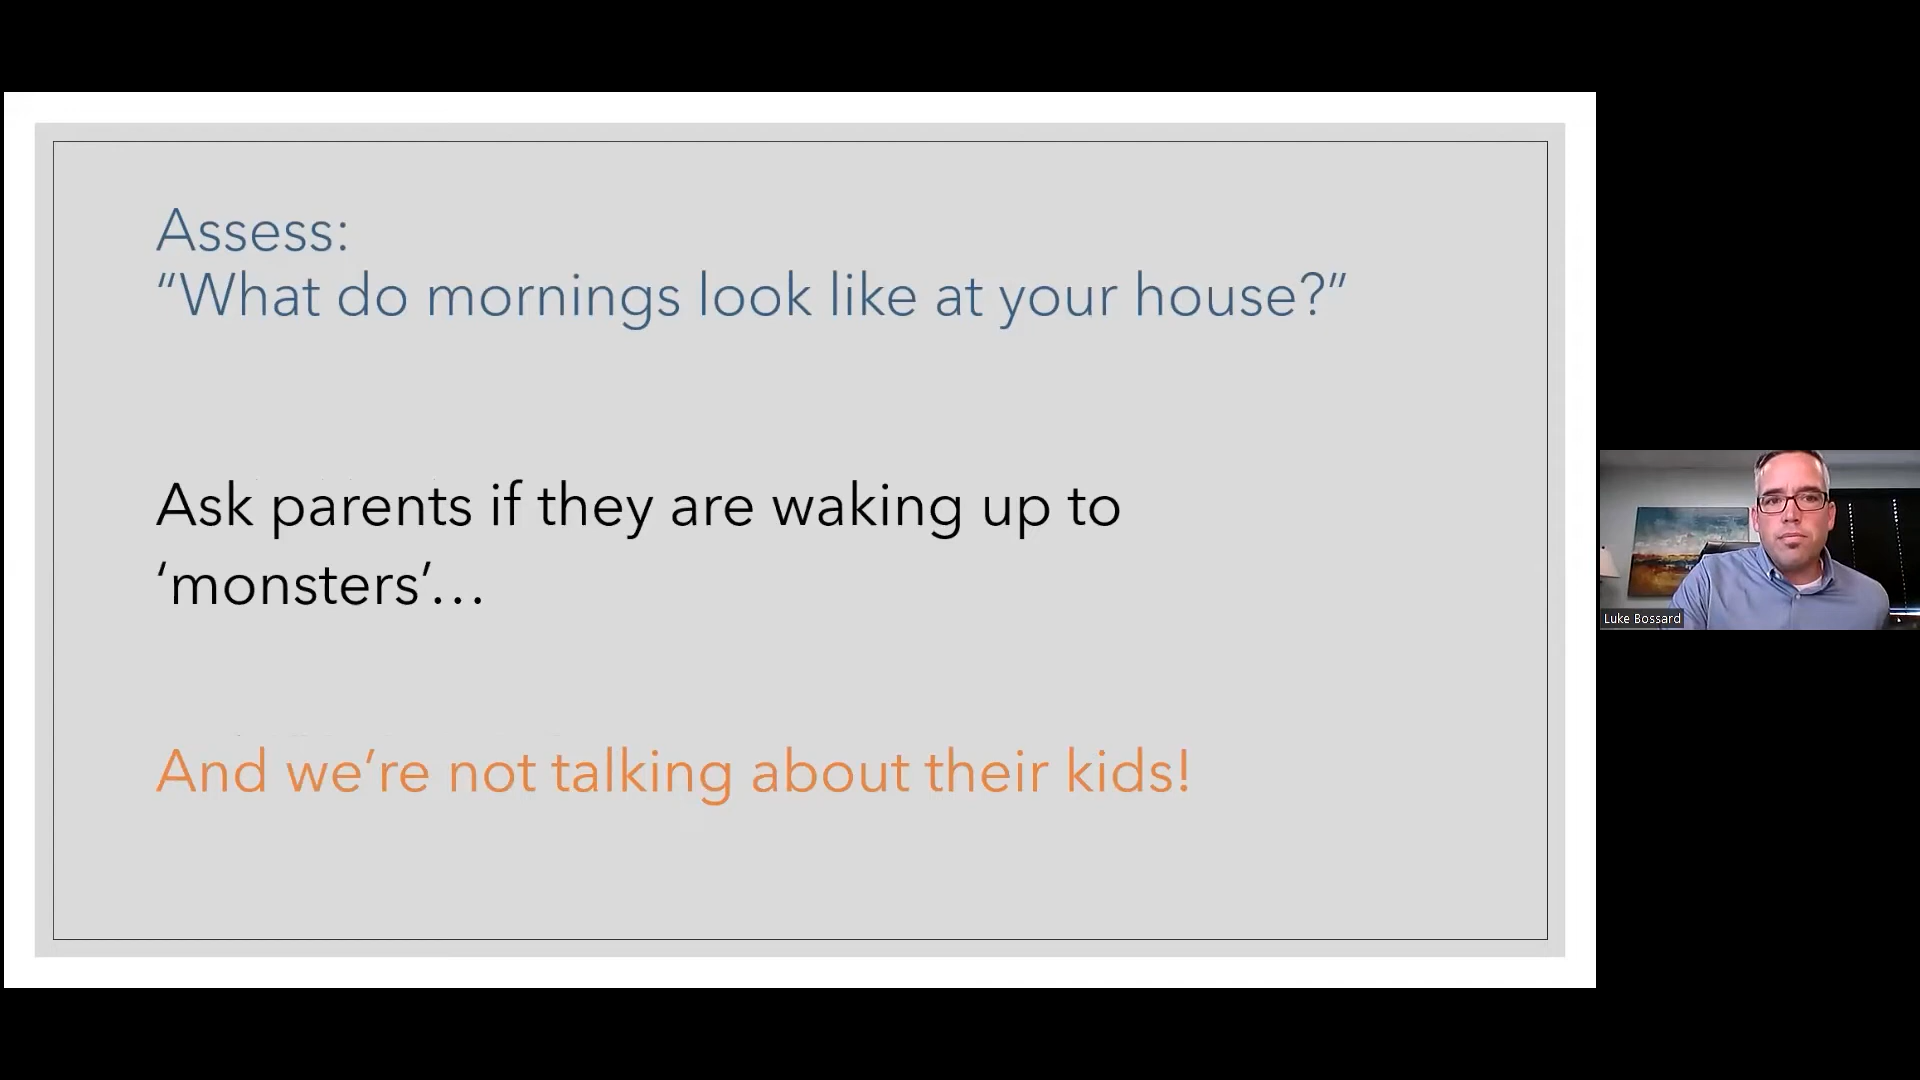 Assess:
“What do mornings look like at your house?”
Ask parents if they are waking up to
‘monsters’…
And we’re not talking about their kids!
Luke Bossard